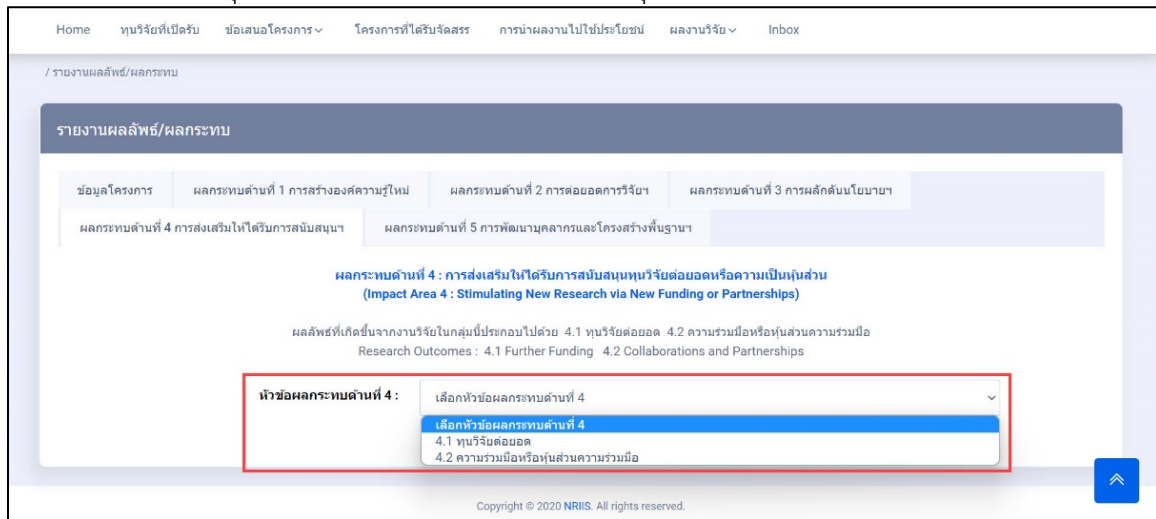 Home ทุนวิจัยที่เปิดรับ ข้อเสนอโครงการ โครงการที่ได้รับจัดสรร การนำผลงานไปใช้ประโยชน์ ผลงานวิจัย Inbox
/ รายงานผลลัพธ์/ผลกระทบ
รายงานผลลัพธ์/ผลกระทบ
ข้อมูลโครงการ ผลกระทบด้านที่ 1 การสร้างองค์ความรู้ใหม่ ผลกระทบด้านที่ 2 การต่อยอดการวิจัยฯ ผลกระทบด้านที่ 3 การผลักดันนโยบายฯ
ผลกระทบด้านที่ 4 การส่งเสริมให้ได้รับการสนับสนุนฯ ผลกระทบด้านที่ 5 การพัฒนาบุคลากรและโครงสร้างพื้นฐานฯ
ผลกระทบด้านที่ 4 : การส่งเสริมให้ได้รับการสนับสนุนทุนวิจัยต่อยอดหรือความเป็นหุ้นส่วน
(Impact Area 4 : Stimulating New Research via New Funding or Partnerships)
ผลลัพธ์ที่เกิดขึ้นจากงานวิจัยในกลุ่มนี้ประกอบไปด้วย 4.1 ทุนวิจัยต่อยอด 4.2 ความร่วมมือหรือหุ้นส่วนความร่วมมือ
Research Outcomes : 4.1 Further Funding 4.2 Collaborations and Partnerships
หัวข้อผลกระทบด้านที่ 4 : เลือกหัวข้อผลกระทบด้านที่ 4
เลือกหัวข้อผลกระทบด้านที่ 4
4.1 ทุนวิจัยต่อยอด
4.2 ความร่วมมือหรือหุ้นส่วนความร่วมมือ
Copyright © 2020 NRIIS. All rights reserved.